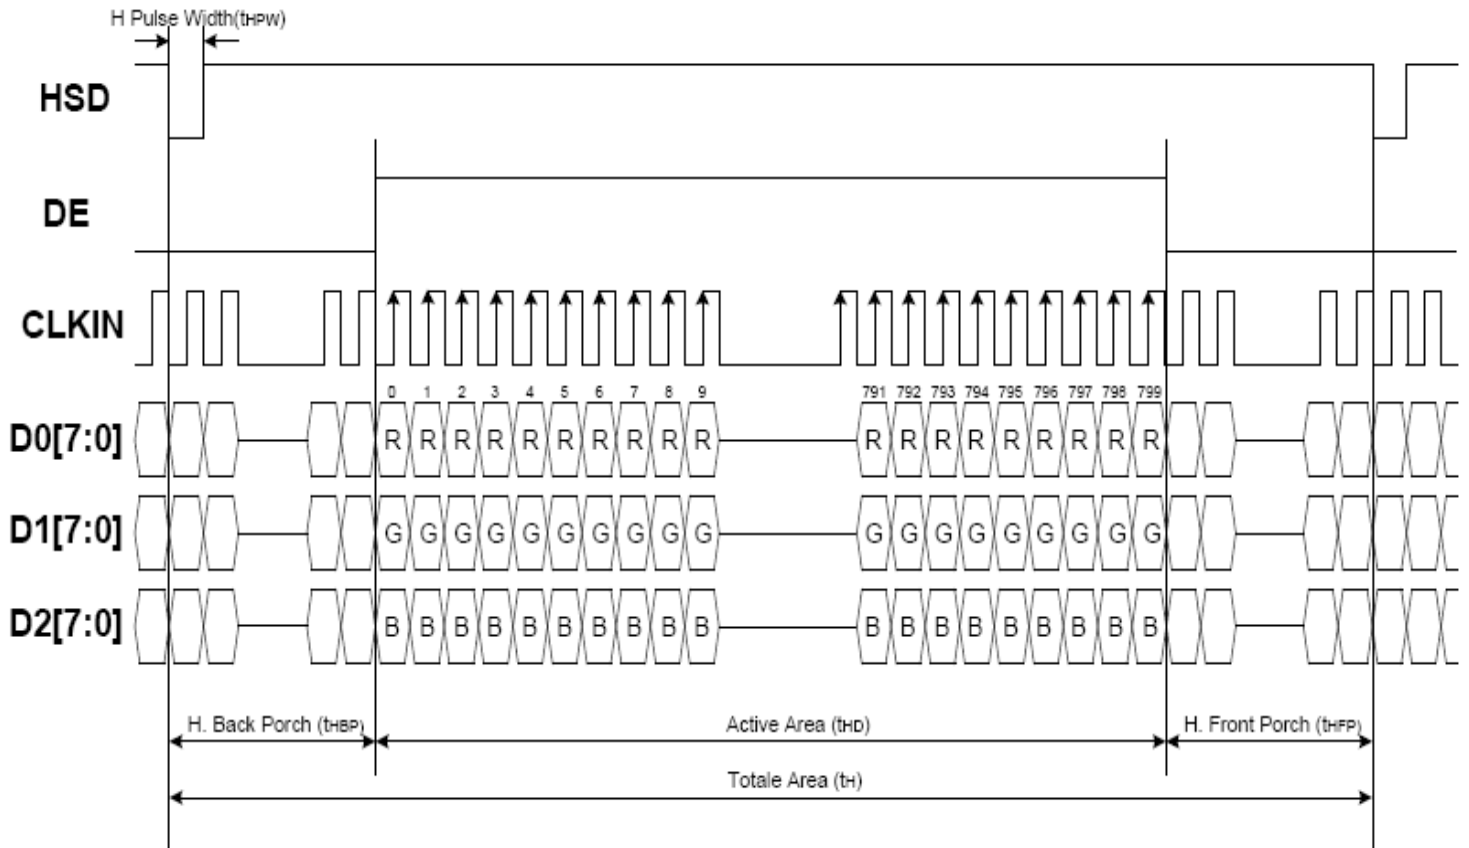 H Pulse Width(tHPW)
HSD
DE
CLKIN
0 1 2 3 4 5 6 7 8 9 791 792 793 794 795 796 797 798 799
D0[7:0] R R R R R R R R R R R R R R R R R R R
D1[7:0] G G G G G G G G G G G G G G G G G G G
D2[7:0] B B B B B B B B B B B B B B B B B B B
H. Back Porch (tHBP) Active Area (tHD) H. Front Porch (tHFP)
Totale Area (tH)